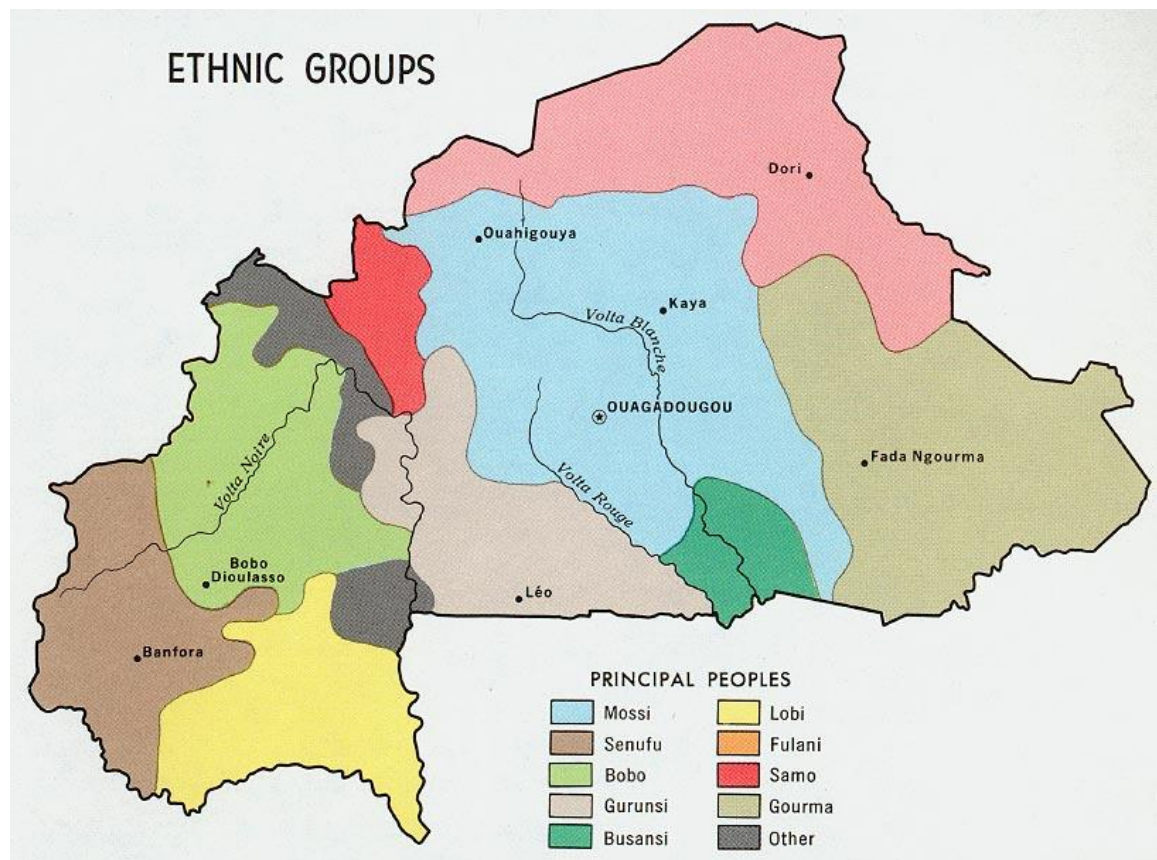 ETHNIC GROUPS
Dori
Ouahigouya
Kaya
Volta Blanche
OUAGADOUGOU
Fada Ngourma
Volta Noire
Volta Rouge
Bobo
Dioulasso
Léo
Banfora
PRINCIPAL PEOPLES
Mossi
Senufu
Bobo
Gurunsi
Busansi
Lobi
Fulani
Samo
Gourma
Other